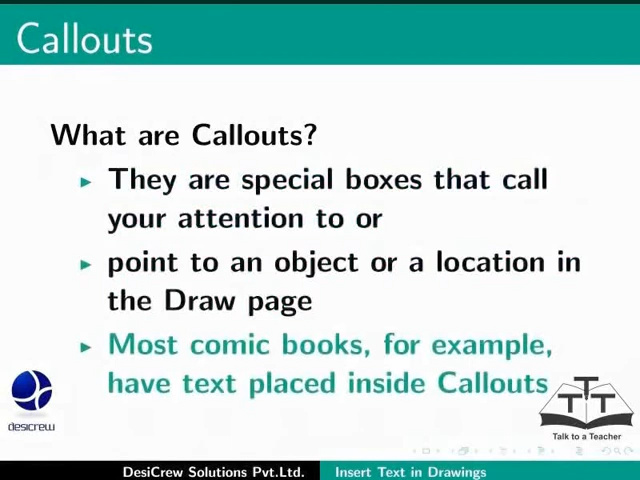 Callouts
What are Callouts?
They are special boxes that call
your attention to or
point to an object or a location in
the Draw page
Most comic books, for example,
have text placed inside Callouts
desicrew
TTT
Talk to a Teacher
DesiCrew Solutions Pvt.Ltd. Insert Text in Drawings